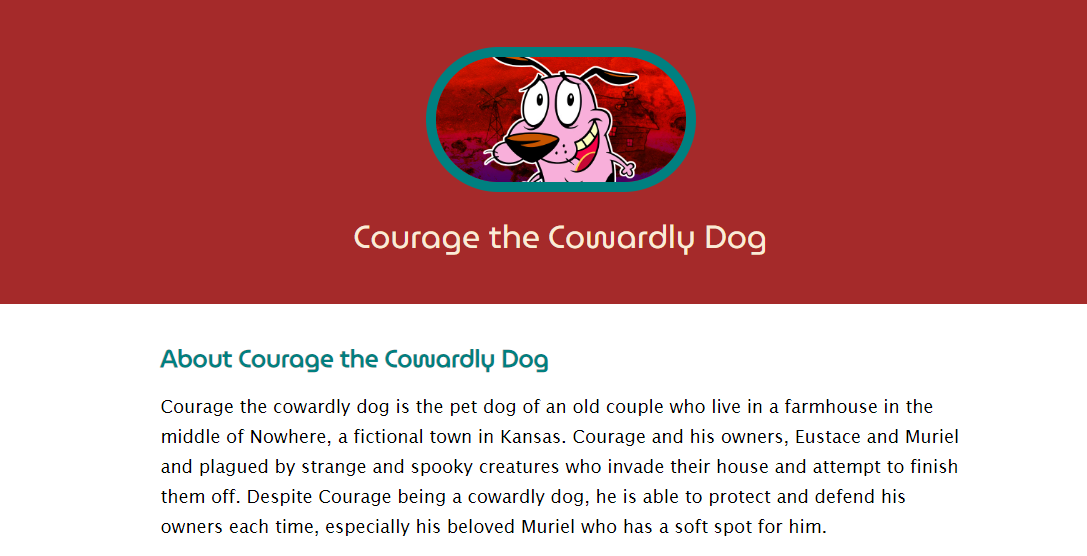 Courage the Cowardly Dog
About Courage the Cowardly Dog
Courage the cowardly dog is the pet dog of an old couple who live in a farmhouse in the
middle of Nowhere, a fictional town in Kansas. Courage and his owners, Eustace and Muriel
and plagued by strange and spooky creatures who invade their house and attempt to finish
them off. Despite Courage being a cowardly dog, he is able to protect and defend his
owners each time, especially his beloved Muriel who has a soft spot for him.